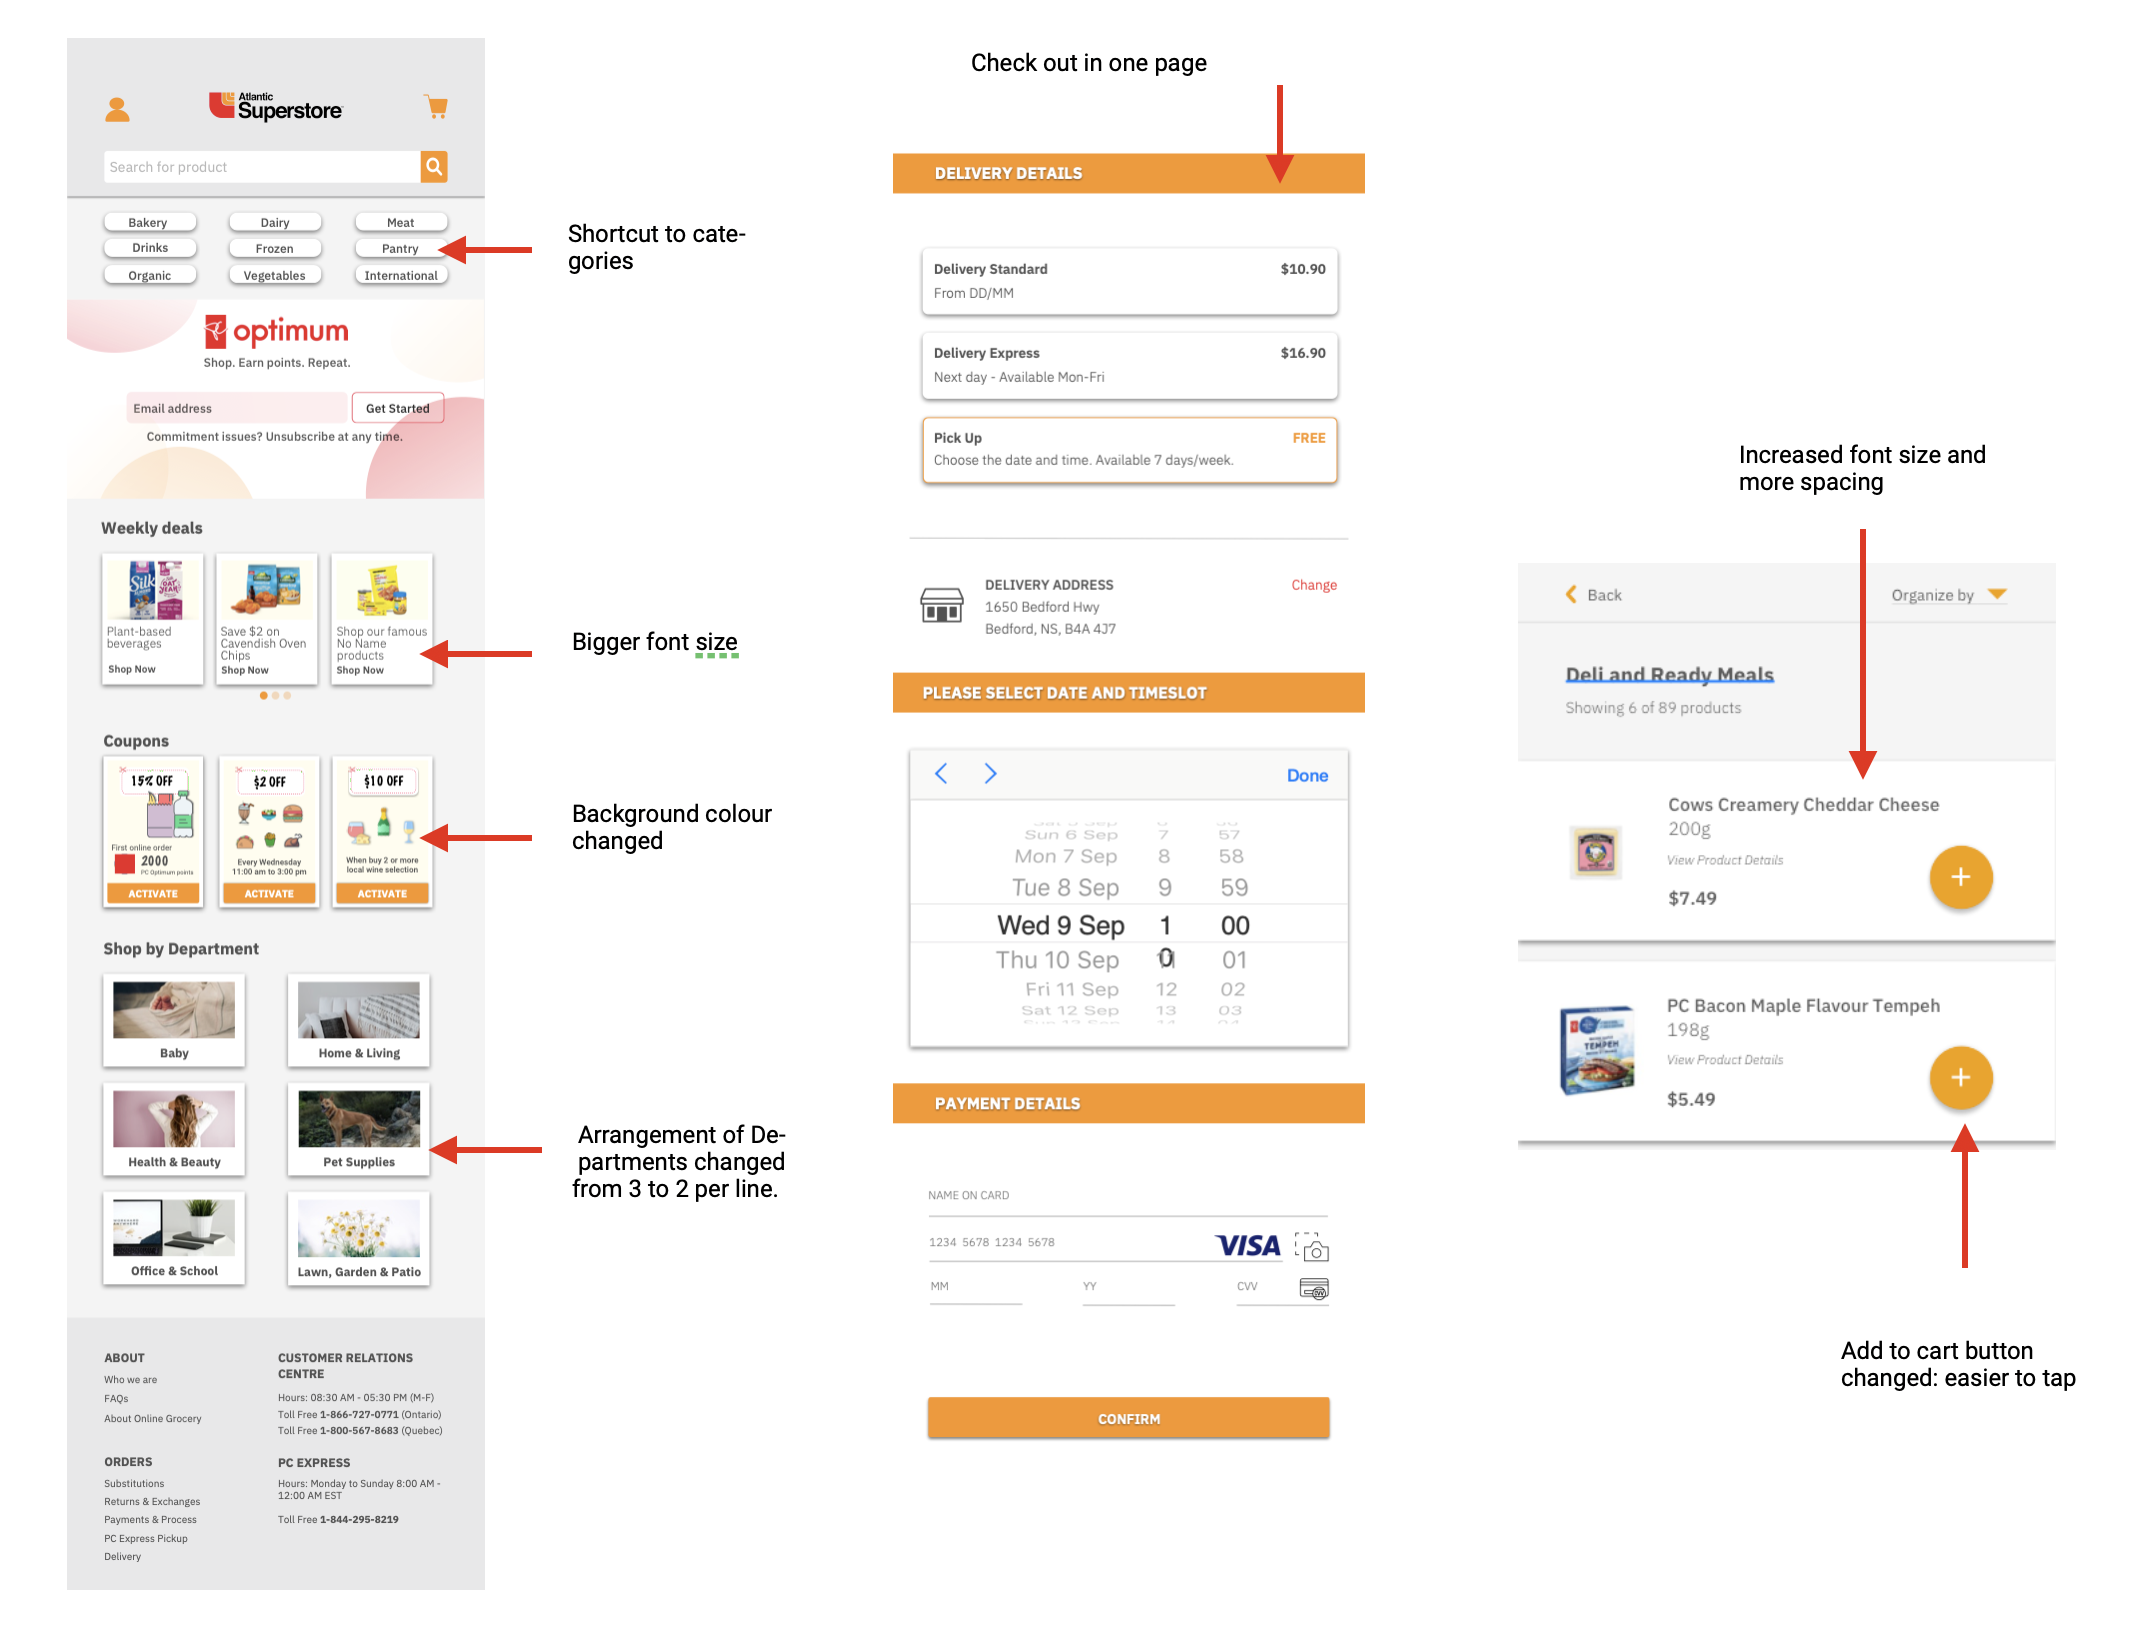 Atlantic
Superstore
Search for product
Bakery Dairy Meat
Drinks Frozen Pantry
Organic Vegetables International
optimum
Shop. Earn points. Repeat.
Email address Get Started
Commitment issues? Unsubscribe at any time.
Weekly deals
Silk
Plant-based
beverages
Shop Now
Save $2 on
Cavendish Oven
Chips
Shop Now
Shop our famous
No Name
products
Shop Now
Coupons
15% OFF
First online order
2000
PC Optimum points
ACTIVATE
$2 OFF
Every Wednesday
11:00 am to 3:00 pm
ACTIVATE
$10 OFF
When buy 2 or more
local wine selection
ACTIVATE
Shop by Department
Baby Home & Living
Health & Beauty Pet Supplies
Office & School Lawn, Garden & Patio
ABOUT
Who we are
FAQs
About Online Grocery
ORDERS
Substitutions
Returns & Exchanges
Payments & Process
PC Express Pickup
Delivery
CUSTOMER RELATIONS
CENTRE
Hours: 08:30 AM - 05:30 PM (M-F)
Toll Free 1-866-727-0771 (Ontario)
Toll Free 1-800-567-8683 (Quebec)
PC EXPRESS
Hours: Monday to Sunday 8:00 AM -
12:00 AM EST
Toll Free 1-844-295-8219
Shortcut to cate-
gories
Bigger font size
Background colour
changed
Arrangement of De-
partments changed
from 3 to 2 per line.
Check out in one page
DELIVERY DETAILS
Delivery Standard $10.90
From DD/MM
Delivery Express $16.90
Next day - Available Mon-Fri
Pick Up FREE
Choose the date and time. Available 7 days/week.
DELIVERY ADDRESS Change
1650 Bedford Hwy
Bedford, NS, B4A 4J7
PLEASE SELECT DATE AND TIMESLOT
Done
Sun 6 Sep 7 57
Mon 7 Sep 8 58
Tue 8 Sep 9 59
Wed 9 Sep 10 00
Thu 10 Sep 11 01
Fri 11 Sep 12 02
Sat 12 Sep 13 03
PAYMENT DETAILS
NAME ON CARD
1234 5678 1234 5678 VISA
MM YY CVV
CONFIRM
Increased font size and
more spacing
Back Organize by
Deli and Ready Meals
Showing 6 of 89 products
Cows Creamery Cheddar Cheese
200g
View Product Details
$7.49
TEMPEH
PC Bacon Maple Flavour Tempeh
198g
View Product Details
$5.49
Add to cart button
changed: easier to tap